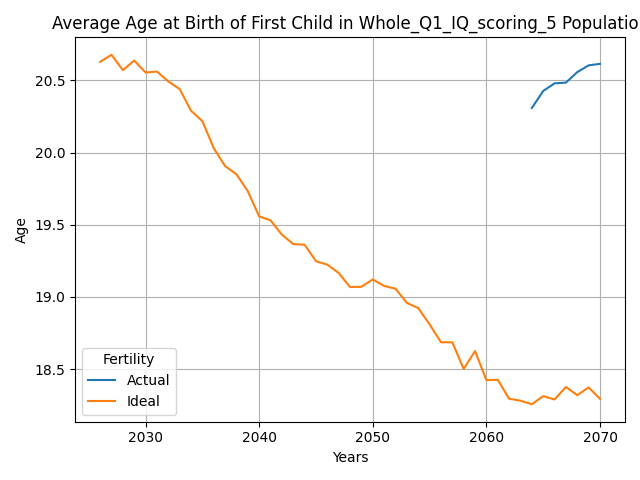 Average Age at Birth of First Child in Whole_Q1_IQ_scoring_5 Populatio
20.5
20.0
19.5
19.0
18.5
Age
Fertility
Actual
Ideal
2030 2040 2050 2060 2070
Years